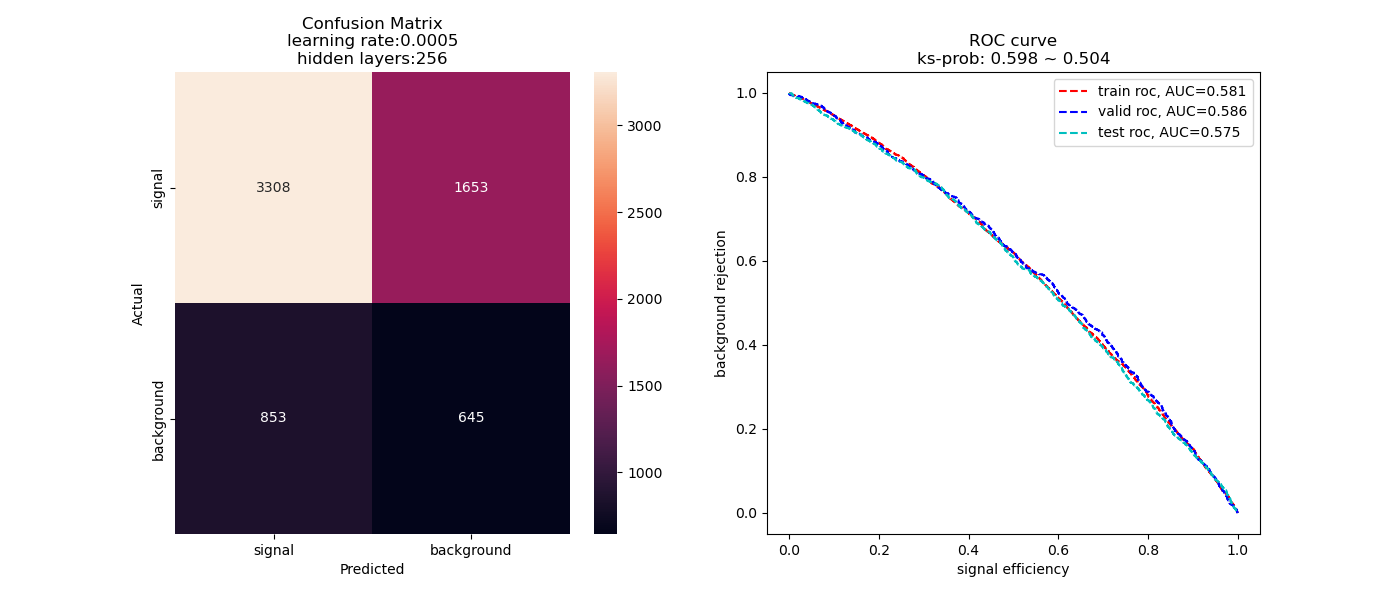 Confusion Matrix
learning rate:0.0005
hidden layers:256
signal
background
Actual
3308
1653
853
645
signal
background
Predicted
3000
2500
2000
1500
1000
ROC curve
ks-prob: 0.598 ~ 0.504
train roc, AUC=0.581
valid roc, AUC=0.586
test roc, AUC=0.575
background rejection
1.0
0.8
0.6
0.4
0.2
0.0
0.0
0.2
0.4
0.6
0.8
1.0
signal efficiency